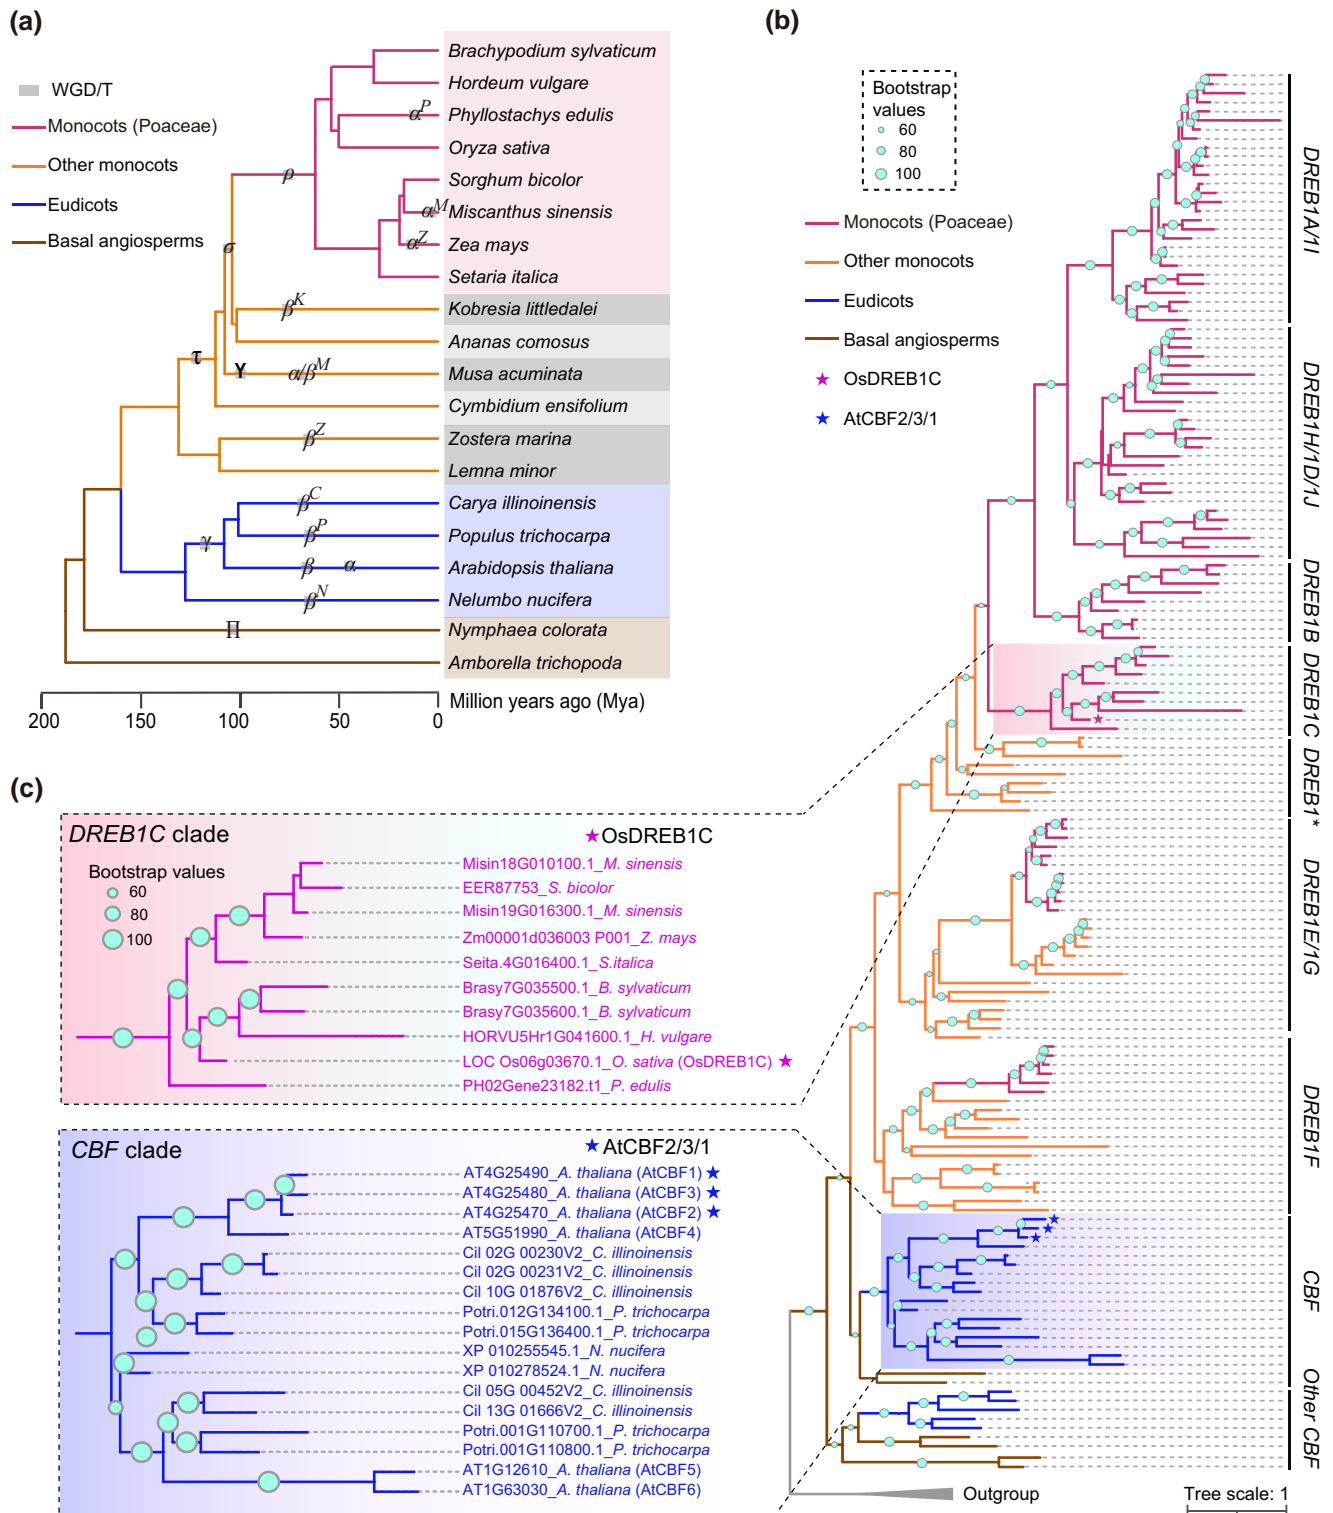 (a)
WGD/T
Monocots (Poaceae)
Other monocots
Eudicots
Basal angiosperms
Brachypodium sylvaticum
Hordeum vulgare
α^P Phyllostachys edulis
Oryza sativa
ρ
Sorghum bicolor
α^M Miscanthus sinensis
α^Z Zea mays
Setaria italica
σ
β^K Kobresia littledalei
Ananas comosus
τ
γ α/β^M Musa acuminata
Cymbidium ensifolium
β^Z Zostera marina
Lemna minor
β^C Carya illinoinensis
β^P Populus trichocarpa
γ
β α Arabidopsis thaliana
β^N Nelumbo nucifera
Π Nymphaea colorata
Amborella trichopoda
200 150 100 50 0 Million years ago (Mya)
(b)
Bootstrap
values
60
80
100
Monocots (Poaceae)
Other monocots
Eudicots
Basal angiosperms
★ OsDREB1C
★ AtCBF2/3/1
DREB1A/1I
DREB1H/1D/1J
DREB1B
DREB1C
DREB1*
DREB1E/1G
DREB1F
CBF
Other CBF
Outgroup
Tree scale: 1
(c)
DREB1C clade
★OsDREB1C
Bootstrap values
60
80
100
Misin18G010100.1_M. sinensis
EER87753_S. bicolor
Misin19G016300.1_M. sinensis
Zm00001d036003 P001_Z. mays
Seita.4G016400.1_S.italica
Brasy7G035500.1_B. sylvaticum
Brasy7G035600.1_B. sylvaticum
HORVU5Hr1G041600.1_H. vulgare
LOC Os06g03670.1_O. sativa (OsDREB1C) ★
PH02Gene23182.t1_P. edulis
CBF clade
★AtCBF2/3/1
AT4G25490_A. thaliana (AtCBF1) ★
AT4G25480_A. thaliana (AtCBF3) ★
AT4G25470_A. thaliana (AtCBF2) ★
AT5G51990_A. thaliana (AtCBF4)
Cil 02G 00230V2_C. illinoinensis
Cil 02G 00231V2_C. illinoinensis
Cil 10G 01876V2_C. illinoinensis
Potri.012G134100.1_P. trichocarpa
Potri.015G136400.1_P. trichocarpa
XP 010255545.1_N. nucifera
XP 010278524.1_N. nucifera
Cil 05G 00452V2_C. illinoinensis
Cil 13G 01666V2_C. illinoinensis
Potri.001G110700.1_P. trichocarpa
Potri.001G110800.1_P. trichocarpa
AT1G12610_A. thaliana (AtCBF5)
AT1G63030_A. thaliana (AtCBF6)